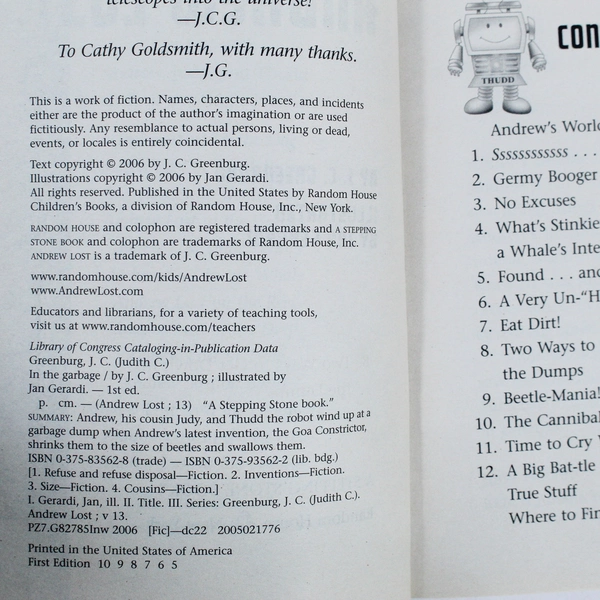 telescopes into the universe!
—J.C.G.
To Cathy Goldsmith, with many thanks.
—J.G.
This is a work of fiction. Names, characters, places, and incidents
either are the product of the author's imagination or are used
fictitiously. Any resemblance to actual persons, living or dead,
events, or locales is entirely coincidental.
Text copyright © 2006 by J. C. Greenburg.
Illustrations copyright © 2006 by Jan Gerardi.
All rights reserved. Published in the United States by Random House
Children's Books, a division of Random House, Inc., New York.
RANDOM HOUSE and colophon are registered trademarks and A STEPPING
STONE BOOK and colophon are trademarks of Random House, Inc.
ANDREW LOST is a trademark of J. C. Greenburg.
www.randomhouse.com/kids/AndrewLost
www.AndrewLost.com
Educators and librarians, for a variety of teaching tools,
visit us at www.randomhouse.com/teachers
Library of Congress Cataloging-in-Publication Data
Greenburg, J. C. (Judith C.)
In the garbage / by J. C. Greenburg ; illustrated by
Jan Gerardi. — 1st ed.
p. cm. — (Andrew Lost ; 13) "A Stepping Stone book."
SUMMARY: Andrew, his cousin Judy, and Thudd the robot wind up at a
garbage dump when Andrew's latest invention, the Goa Constrictor,
shrinks them to the size of beetles and swallows them.
ISBN 0-375-83562-8 (trade) — ISBN 0-375-93562-2 (lib. bdg.)
[1. Refuse and refuse disposal—Fiction. 2. Inventions—Fiction.
3. Size—Fiction. 4. Cousins—Fiction.]
I. Gerardi, Jan, ill. II. Title. III. Series: Greenburg, J. C. (Judith C.).
Andrew Lost ; v 13.
PZ7.G82785Inw 2006 [Fic]—dc22 2005021776
Printed in the United States of America
First Edition 10 9 8 7 6 5
THUDD
CON
Andrew's Worl
1. Sssssssssss . . .
2. Germy Booger
3. No Excuses
4. What's Stinkie
a Whale's Inte
5. Found . . . and
6. A Very Un-"H
7. Eat Dirt!
8. Two Ways to
the Dumps
9. Beetle-Mania!
10. The Cannibal
11. Time to Cry
12. A Big Bat-tle
True Stuff
Where to Fin